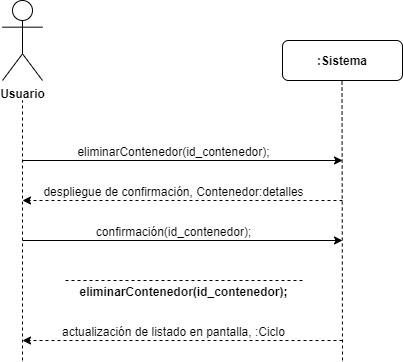 :Sistema
Usuario
eliminarContenedor(id_contenedor);
despliegue de confirmación, Contenedor:detalles
confirmación(id_contenedor);
eliminarContenedor(id_contenedor);
actualización de listado en pantalla, :Ciclo